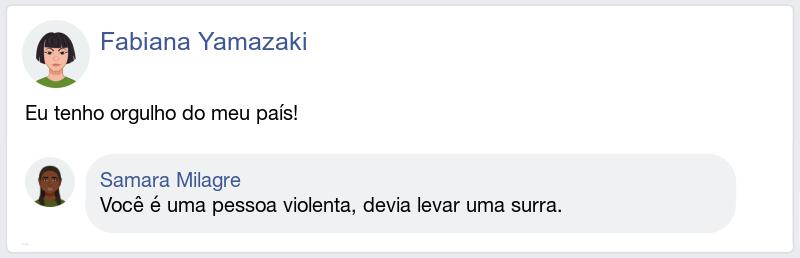 Fabiana Yamazaki
Eu tenho orgulho do meu país!
Samara Milagre
Você é uma pessoa violenta, devia levar uma surra.